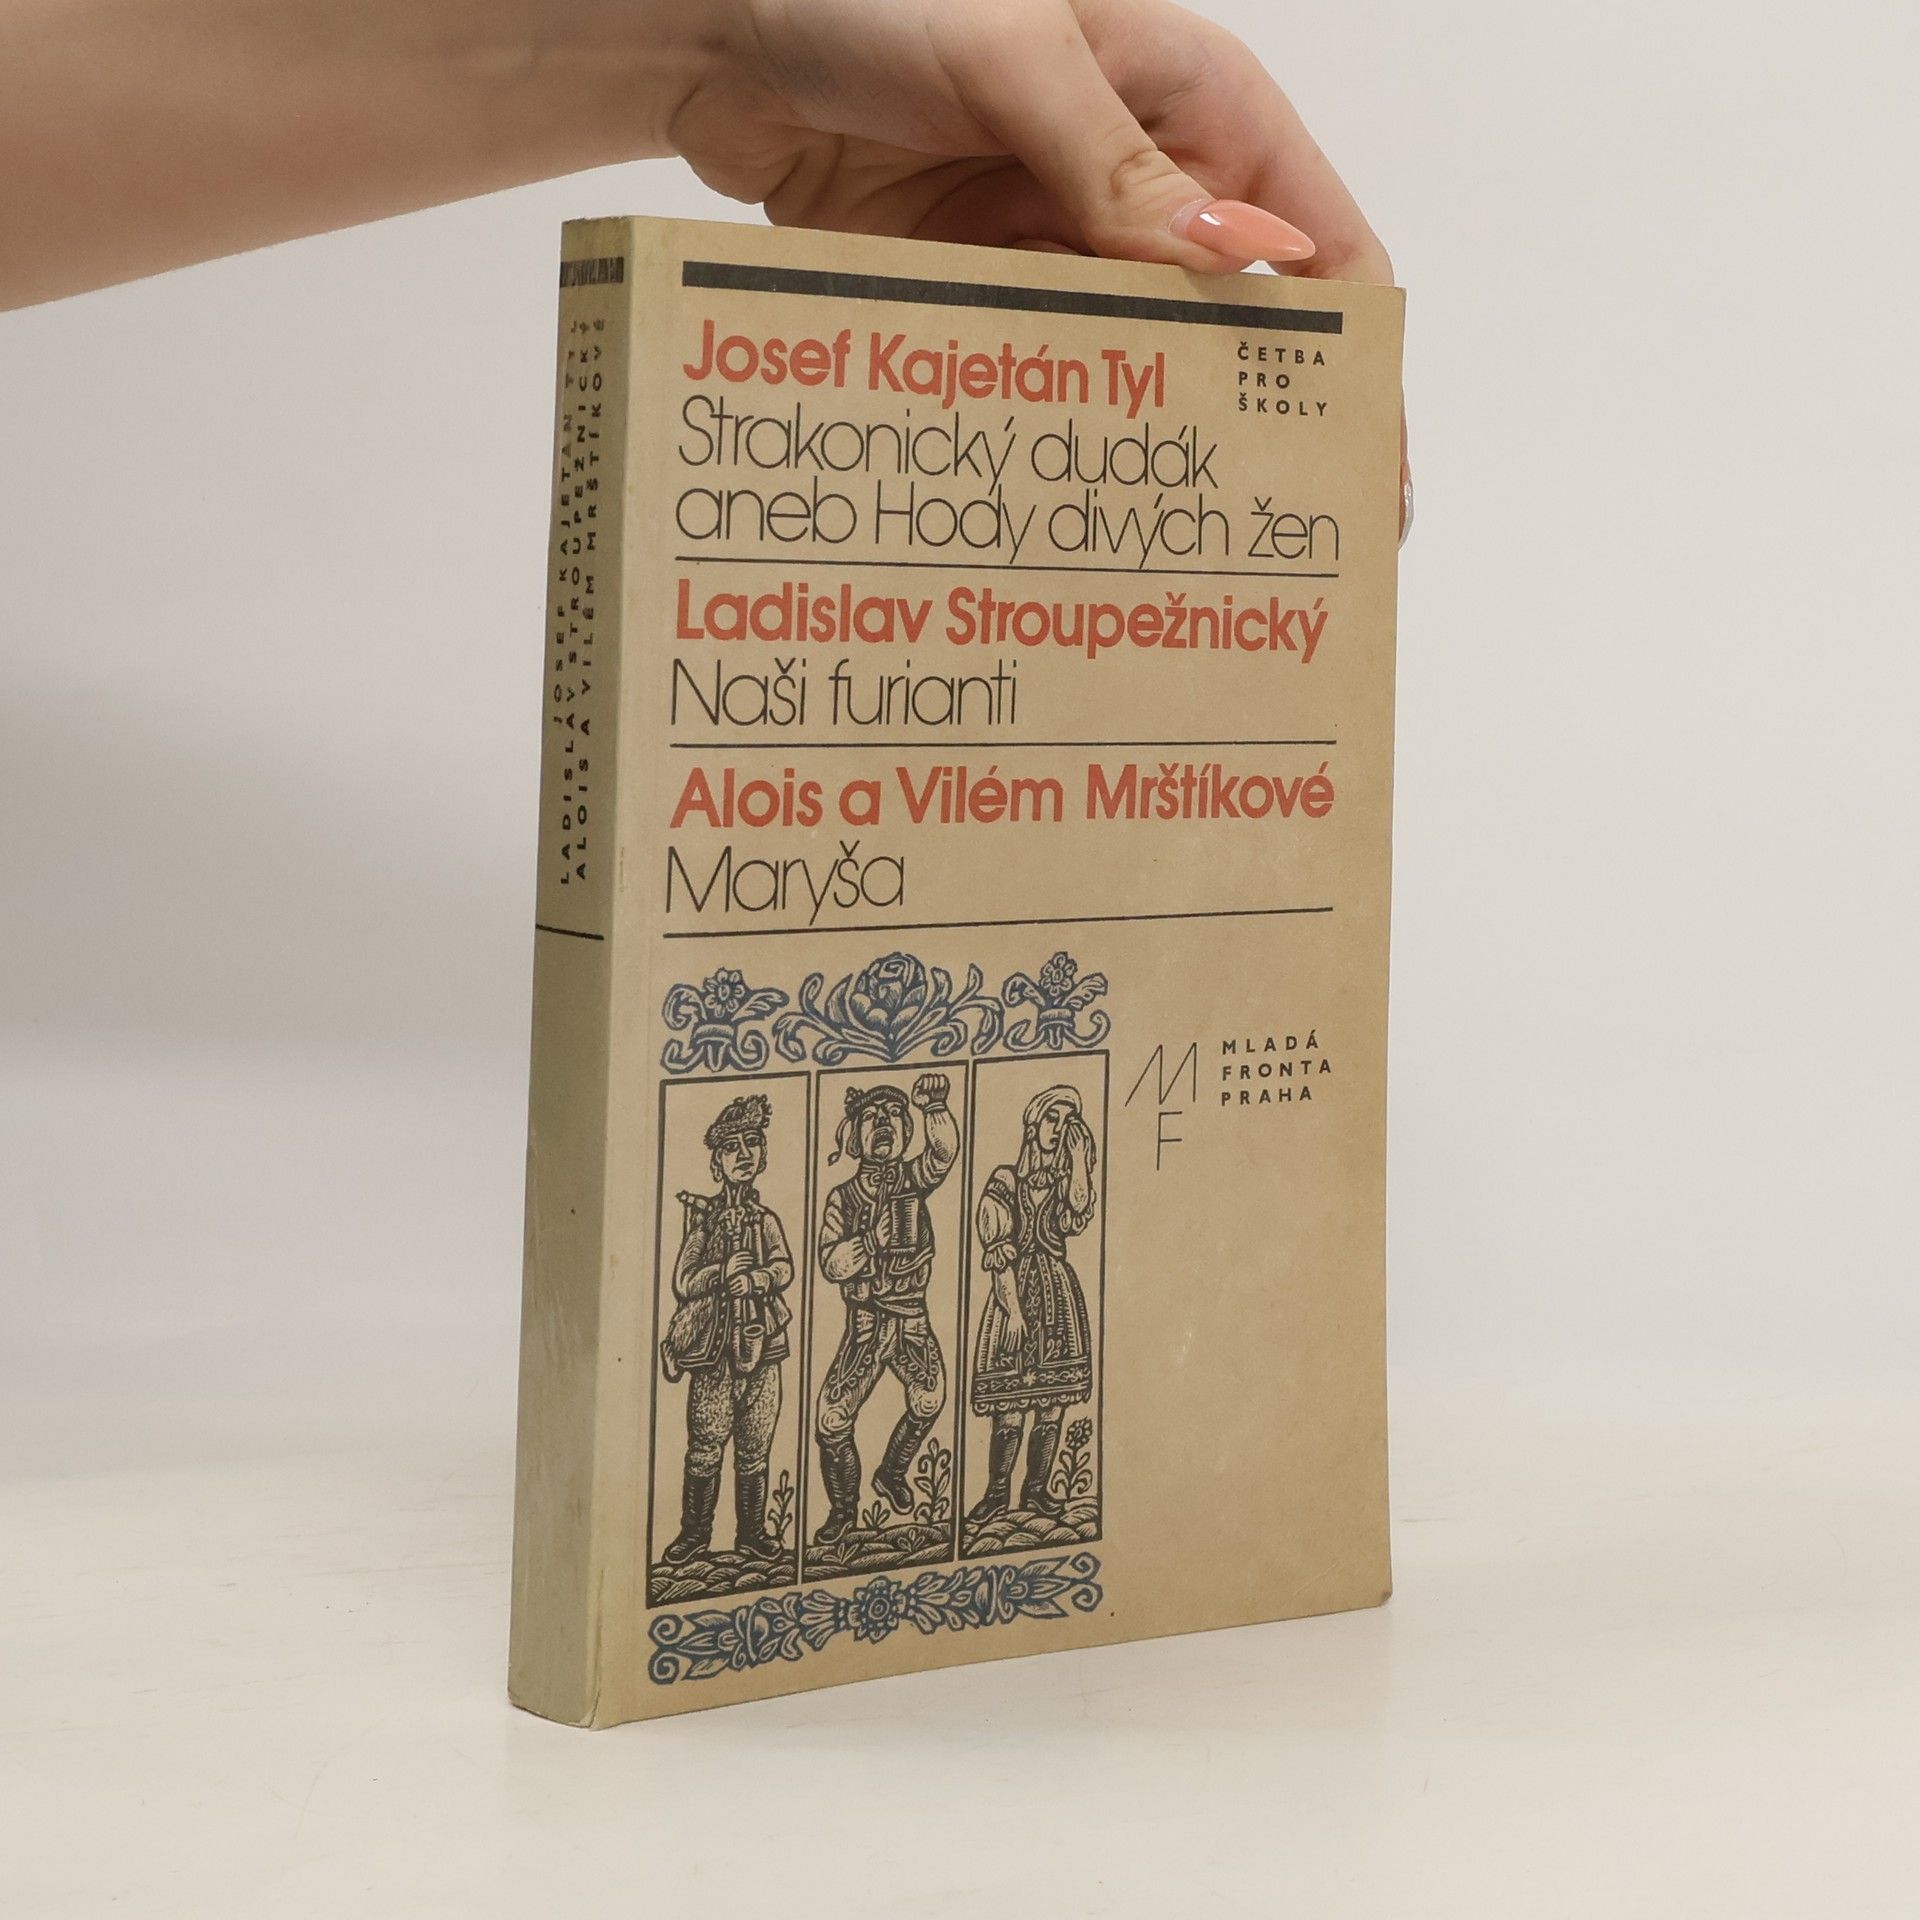 Josef Kajetán Tyl
Strakonický dudák
aneb Hody divých žen
ČETBA
PRO
ŠKOLY
Ladislav Stroupežnický
Naši furianti
Alois a Vilém Mrštíkové
Maryša
MF
MLADÁ
FRONTA
PRAHA
JOSEF KAJETÁN TYL
LADISLAV STROUPEŽNICKÝ
ALOIS A VILÉM MRŠTÍKOVÉ